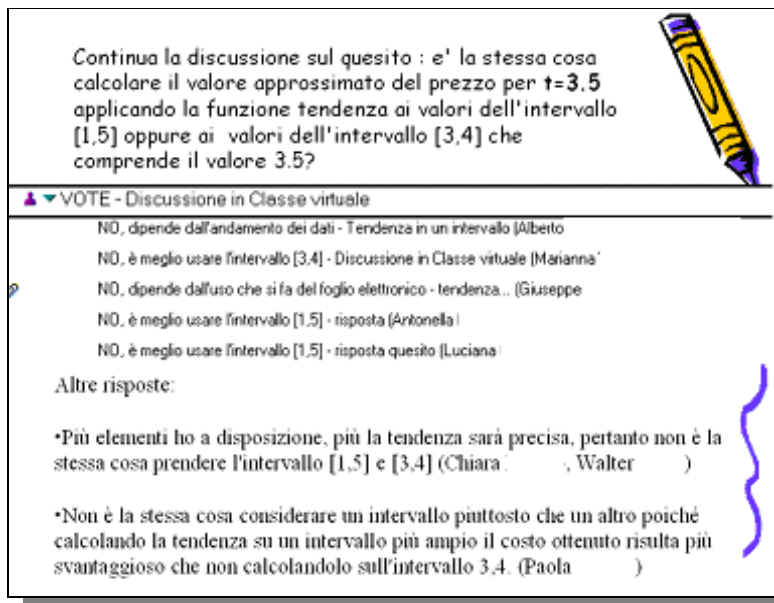 Continua la discussione sul quesito : e' la stessa cosa
calcolare il valore approssimato del prezzo per t=3.5
applicando la funzione tendenza ai valori dell'intervallo
[1,5] oppure ai valori dell'intervallo [3,4] che
comprende il valore 3.5?
VOTE - Discussione in Classe virtuale
NO, dipende dall'andamento dei dati - Tendenza in un intervallo (Alberto
NO, è meglio usare l'intervallo [3,4] - Discussione in Classe virtuale (Marianna
NO, dipende dall'uso che si fa del foglio elettronico - tendenza... (Giuseppe
NO, è meglio usare l'intervallo [1,5] - risposta (Antonella
NO, è meglio usare l'intervallo [1,5] - risposta quesito (Luciana
Altre risposte:
•Più elementi ho a disposizione, più la tendenza sarà precisa, pertanto non è la
stessa cosa prendere l'intervallo [1,5] e [3,4] (Chiara , Walter )
•Non è la stessa cosa considerare un intervallo piuttosto che un altro poiché
calcolando la tendenza su un intervallo più ampio il costo ottenuto risulta più
svantaggioso che non calcolandolo sull'intervallo 3,4. (Paola )